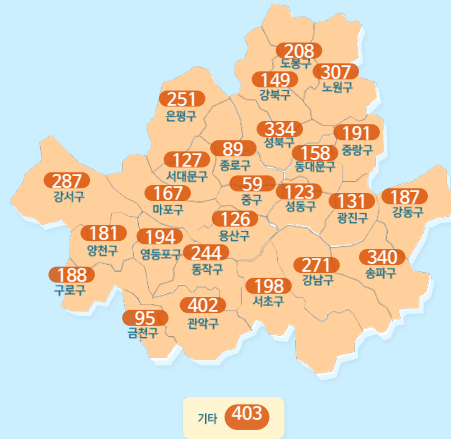 208
도봉구
307
노원구
149
강북구
251
은평구
334
성북구
191
중랑구
89
종로구
158
동대문구
127
서대문구
287
강서구
167
마포구
59
중구
123
성동구
131
광진구
187
강동구
126
용산구
181
양천구
194
영등포구
244
동작구
340
송파구
271
강남구
188
구로구
198
서초구
95
금천구
402
관악구
기타 403